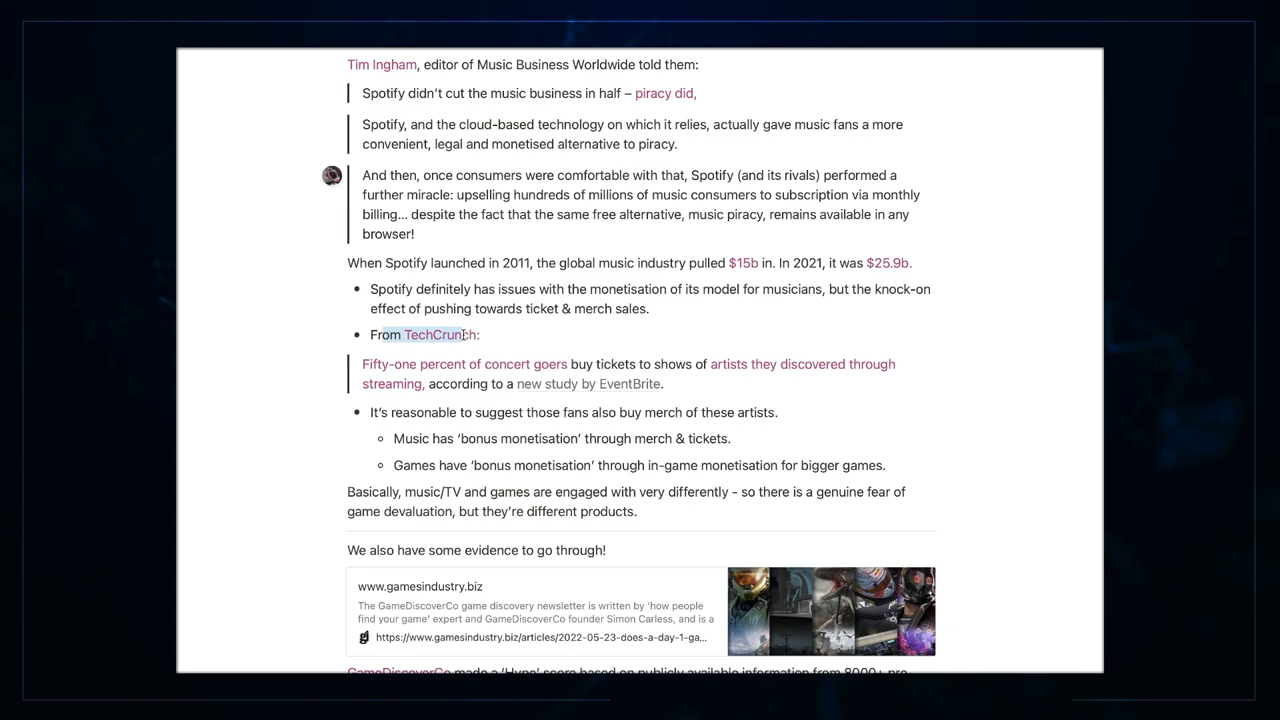 Tim Ingham, editor of Music Business Worldwide told them:
Spotify didn't cut the music business in half – piracy did,
Spotify, and the cloud-based technology on which it relies, actually gave music fans a more
convenient, legal and monetised alternative to piracy.
And then, once consumers were comfortable with that, Spotify (and its rivals) performed a
further miracle: upselling hundreds of millions of music consumers to subscription via monthly
billing... despite the fact that the same free alternative, music piracy, remains available in any
browser!
When Spotify launched in 2011, the global music industry pulled $15b in. In 2021, it was $25.9b.
• Spotify definitely has issues with the monetisation of its model for musicians, but the knock-on
effect of pushing towards ticket & merch sales.
• From TechCrunch:
Fifty-one percent of concert goers buy tickets to shows of artists they discovered through
streaming, according to a new study by EventBrite.
• It's reasonable to suggest those fans also buy merch of these artists.
◦ Music has 'bonus monetisation' through merch & tickets.
◦ Games have 'bonus monetisation' through in-game monetisation for bigger games.
Basically, music/TV and games are engaged with very differently - so there is a genuine fear of
game devaluation, but they're different products.
We also have some evidence to go through!
www.gamesindustry.biz
The GameDiscoverCo game discovery newsletter is written by 'how people
find your game' expert and GameDiscoverCo founder Simon Carless, and is a
https://www.gamesindustry.biz/articles/2022-05-23-does-a-day-1-ga...
GameDiscoverCo made a 'Hype' score based on publicly available information from 8000+ pre-